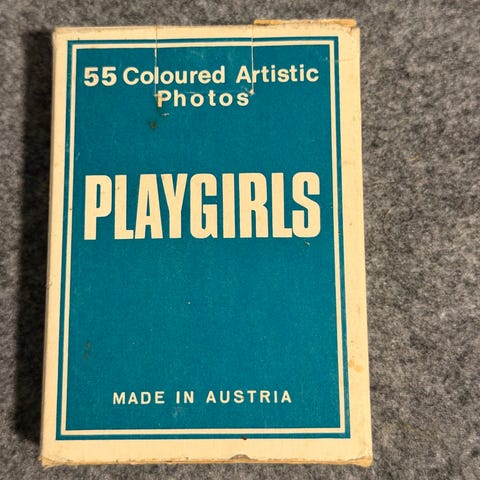 55 Coloured Artistic
Photos
PLAYGIRLS
MADE IN AUSTRIA